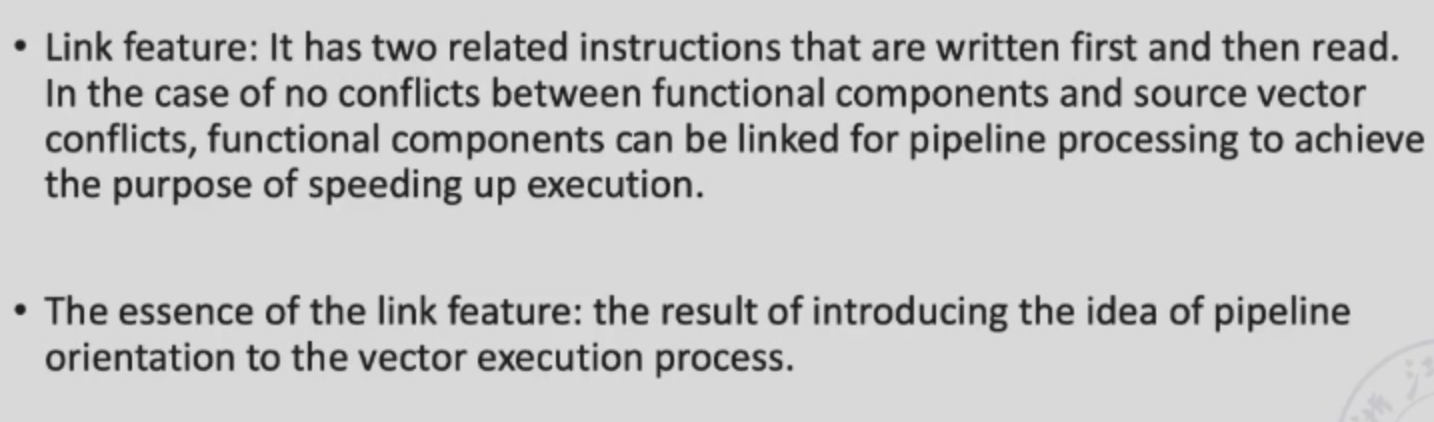 • Link feature: It has two related instructions that are written first and then read.
In the case of no conflicts between functional components and source vector
conflicts, functional components can be linked for pipeline processing to achieve
the purpose of speeding up execution.
• The essence of the link feature: the result of introducing the idea of pipeline
orientation to the vector execution process.